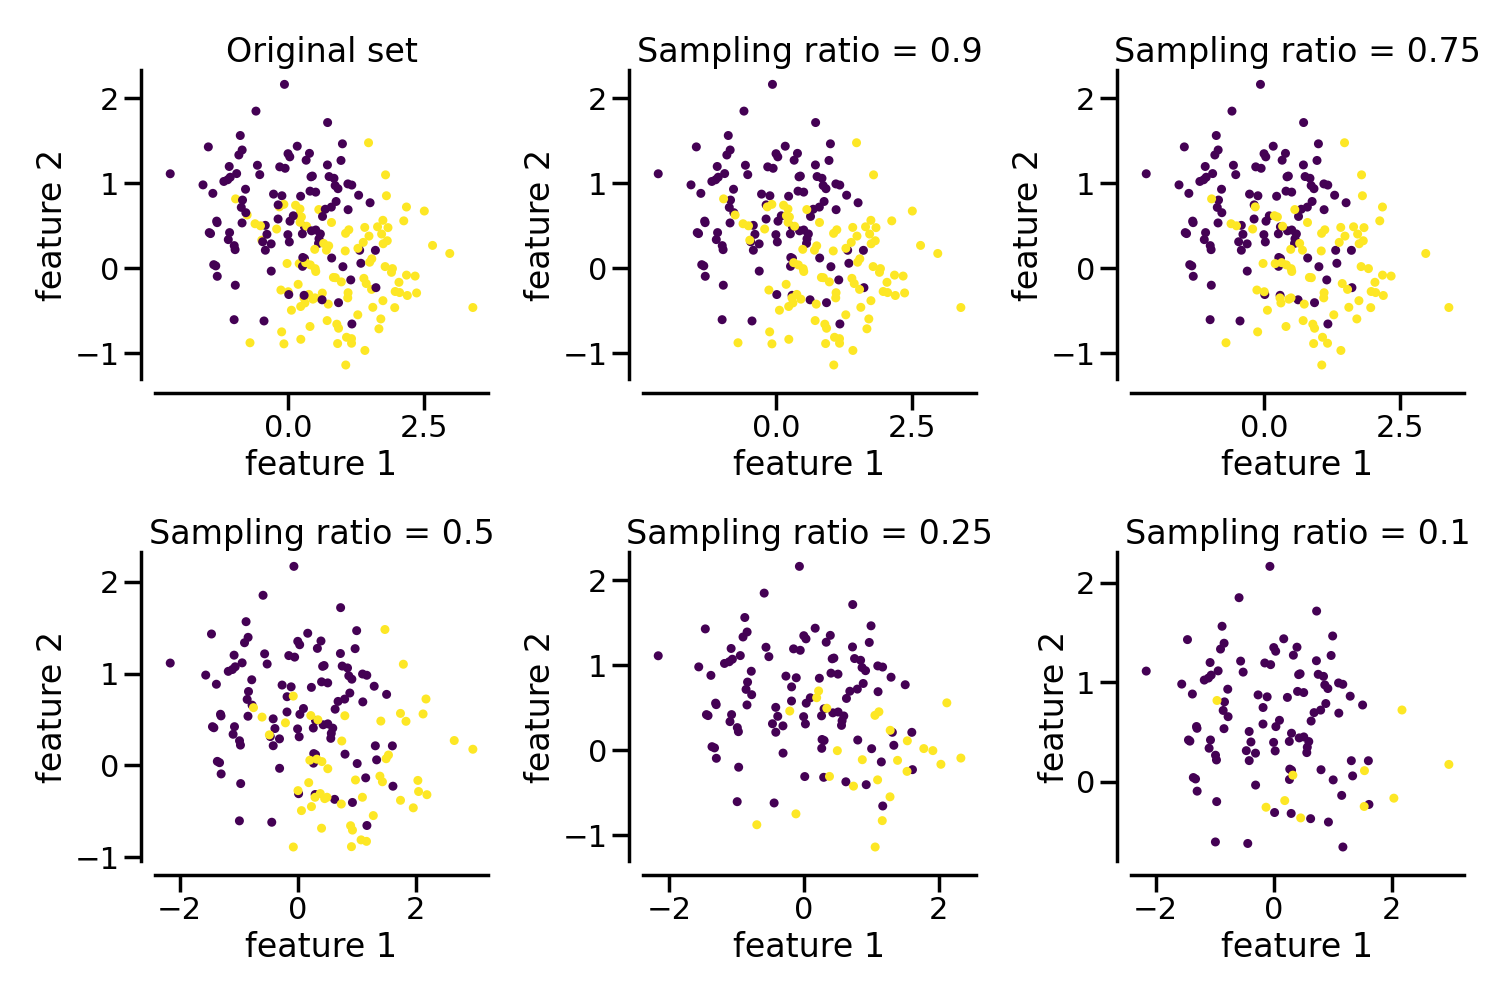 Original set
Sampling ratio = 0.9
Sampling ratio = 0.75
2
1
0
−1
feature 2
0.0
2.5
feature 1
2
1
0
−1
feature 2
0.0
2.5
feature 1
2
1
0
−1
feature 2
0.0
2.5
feature 1
Sampling ratio = 0.5
Sampling ratio = 0.25
Sampling ratio = 0.1
2
1
0
−1
feature 2
−2
0
2
feature 1
2
1
0
−1
feature 2
−2
0
2
feature 1
2
1
0
feature 2
−2
0
2
feature 1